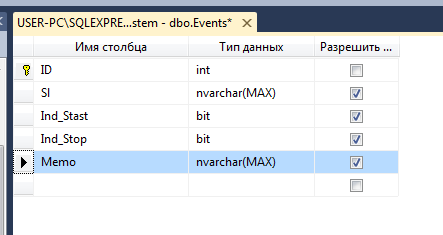 USER-PC\SQLEXPRE...stem - dbo.Events*
Имя столбца Тип данных Разрешить ...
ID int
SI nvarchar(MAX)
Ind_Stast bit
Ind_Stop bit
Memo nvarchar(MAX)